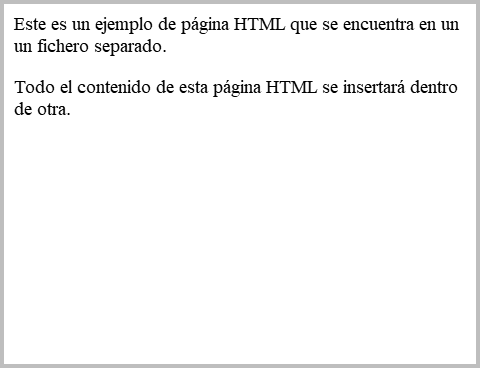 Este es un ejemplo de página HTML que se encuentra en un
un fichero separado.
Todo el contenido de esta página HTML se insertará dentro
de otra.